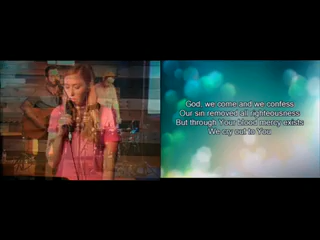 God, we come and we confess
Our sin removed all righteousness
But through Your blood mercy exists
We cry out to You